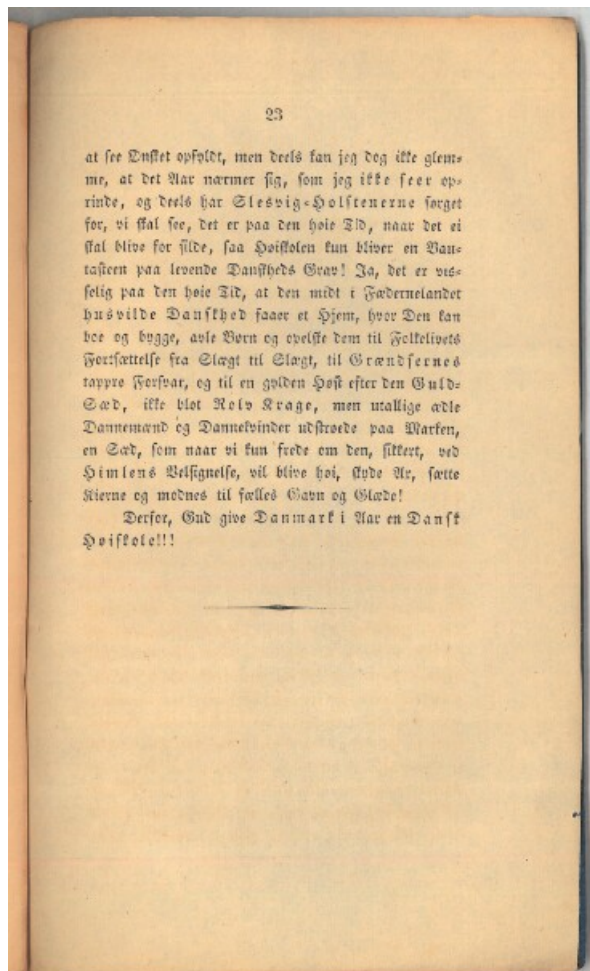 23
at see Ønsket opfyldt, men deels kan jeg dog ikke glem-
me, at det Aar nærmer sig, som jeg ikke seer op-
rinde, og deels har Slesvig-Holstenerne sørget
for, vi skal see, det er paa den høie Tid, naar det ei
skal blive for silde, saa Høiskolen kun bliver en Bau-
tasteen paa levende Danskheds Grav! Ja, det er vis-
selig paa den høie Tid, at den midt i Fædernelandet
husvilde Danskhed faaer et Hjem, hvor Den kan
boe og bygge, avle Børn og opelske dem til Folkelivets
Fortsættelse fra Slægt til Slægt, til Grændsernes
tappre Forsvar, og til en gylden Høst efter den Guld-
Sæd, ikke blot Rolv Krage, men utallige ædle
Dannemænd og Dannekvinder udstrøede paa Marken,
en Sæd, som naar vi kun frede om den, sikkert, ved
Himlens Velsignelse, vil blive høi, skyde Ax, sætte
Kierne og modnes til fælles Gavn og Glæde!
Derfor, Gud give Danmark i Aar en Dansk
Høiskole!!!